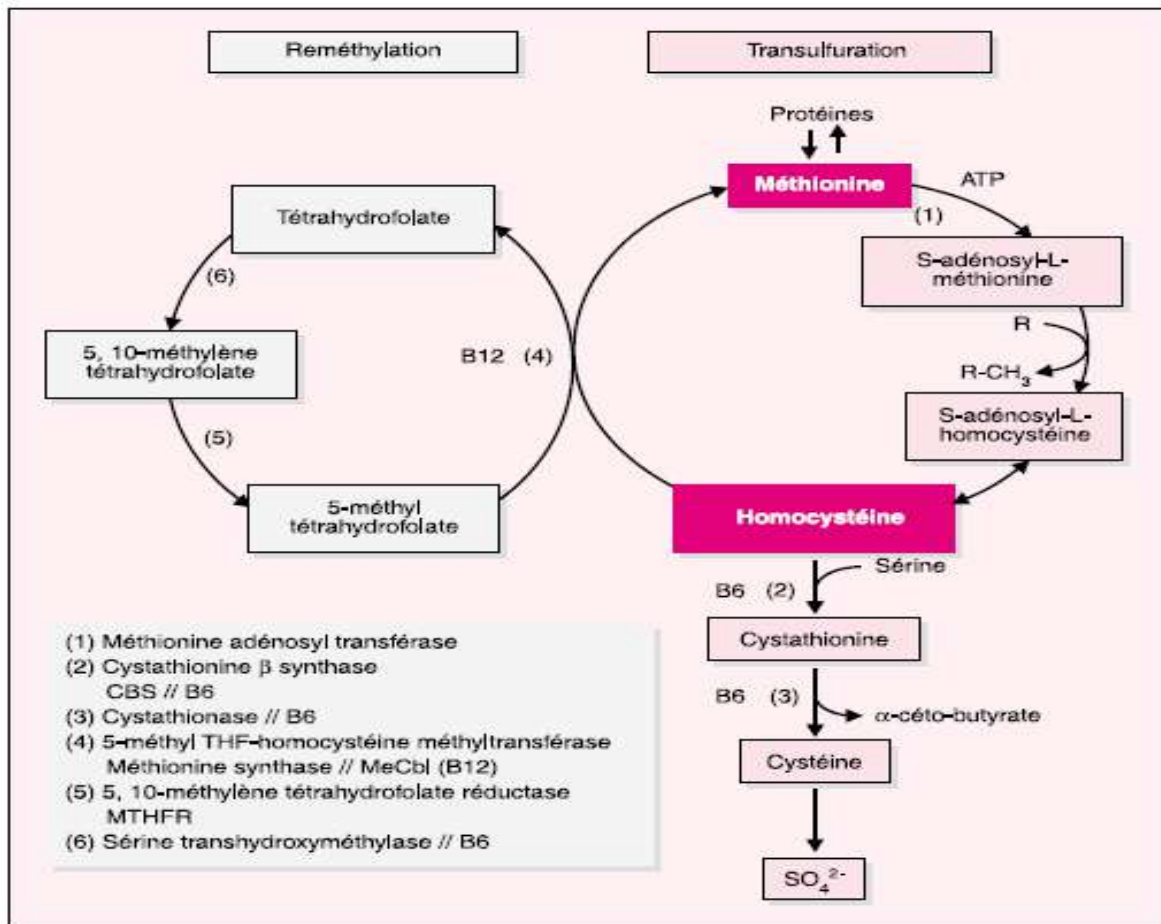 Reméthylation
Transulfuration
Protéines
Méthionine
ATP
(1)
S-adénosyl-L-
méthionine
R
R-CH₃
S-adénosyl-L-
homocystéine
Tétrahydrofolate
(6)
5, 10-méthylène
tétrahydrofolate
(5)
5-méthyl
tétrahydrofolate
B12 (4)
Homocystéine
Sérine
B6 (2)
Cystathionine
B6 (3)
α-céto-butyrate
Cystéine
SO₄²⁻
(1) Méthionine adénosyl transférase
(2) Cystathionine β synthase
CBS // B6
(3) Cystathionase // B6
(4) 5-méthyl THF-homocystéine méthyltransférase
Méthionine synthase // MeCbl (B12)
(5) 5, 10-méthylène tétrahydrofolate réductase
MTHFR
(6) Sérine transhydroxyméthylase // B6